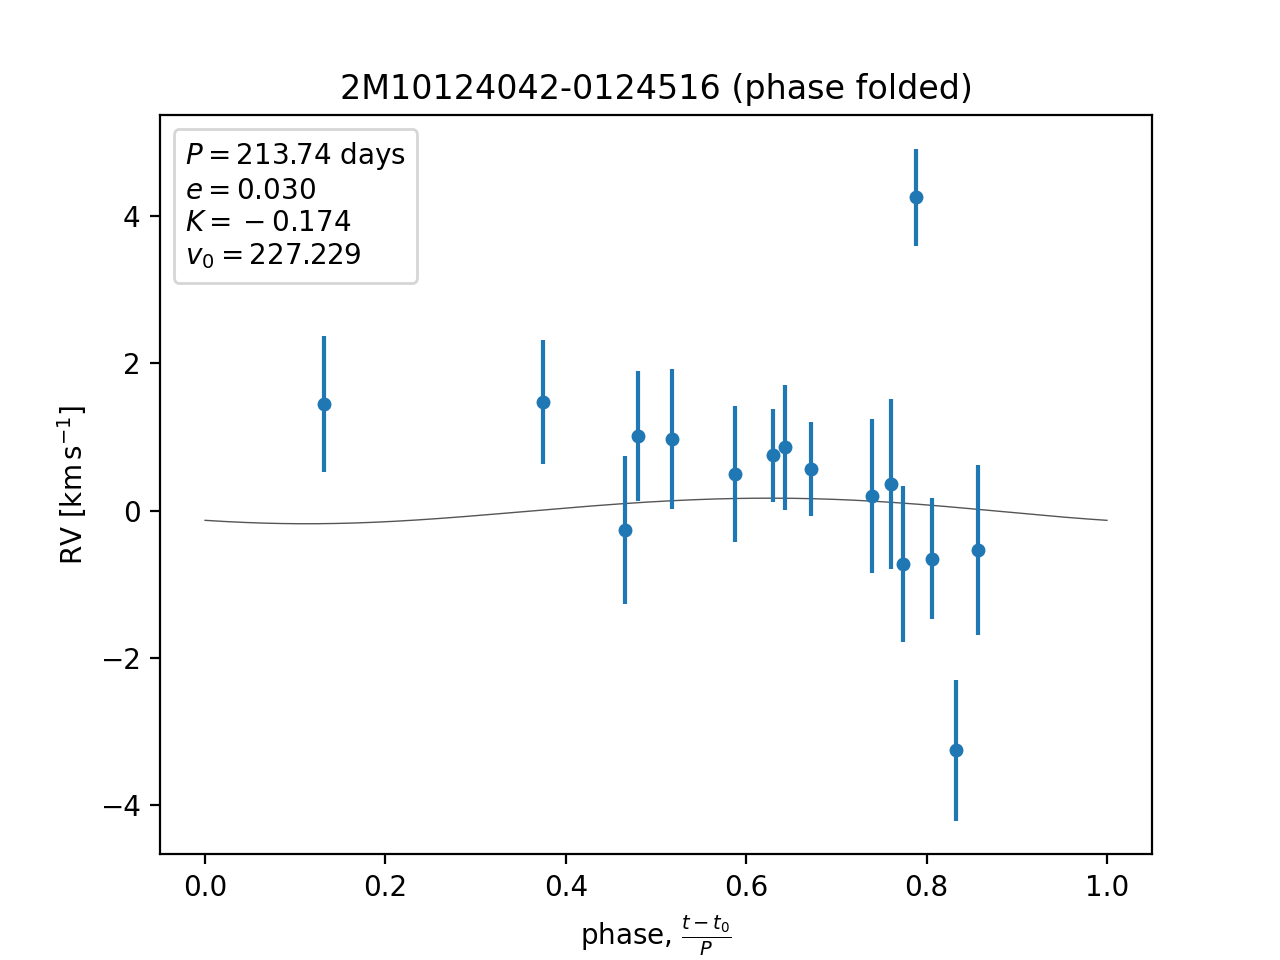 2M10124042-0124516 (phase folded)
P = 213.74 days
e = 0.030
K = −0.174
v₀ = 227.229
4
2
0
−2
−4
RV [km s⁻¹]
0.0 0.2 0.4 0.6 0.8 1.0
phase, (t − t₀)/P